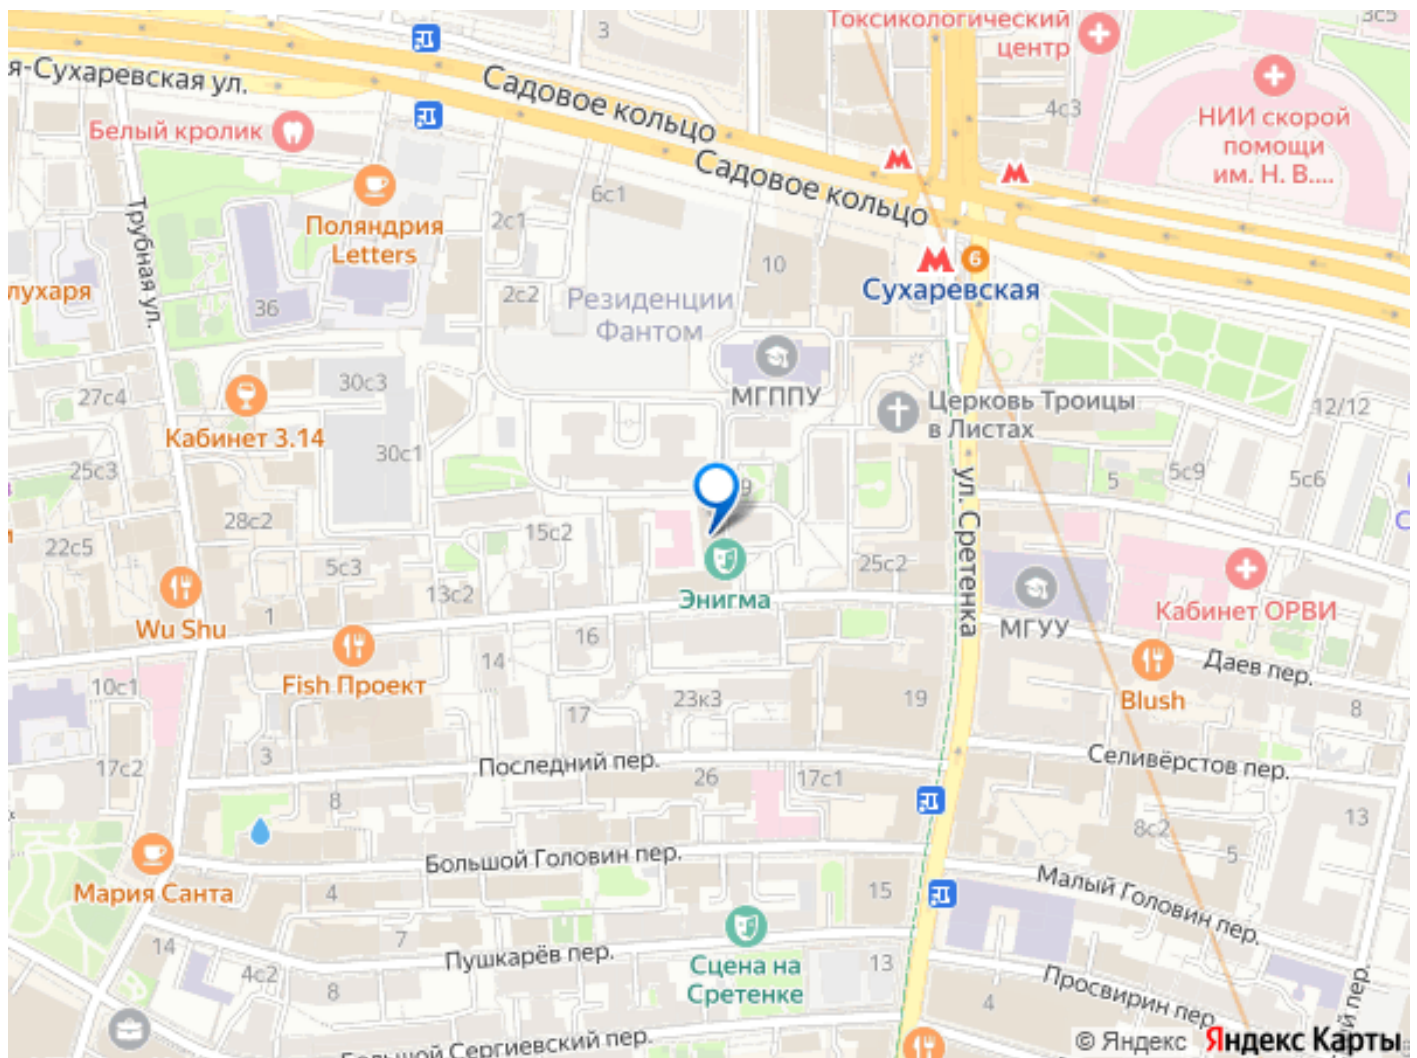 Токсикологический
центр
3с5
3
я-Сухаревская ул.
Садовое кольцо
4с3
НИИ скорой
помощи
им. Н. В....
Белый кролик
Садовое кольцо
6с1
2с1
Поляндрия
Letters
Трубная ул.
10
6
Сухаревская
лухаря
36
2с2
Резиденции
Фантом
30с3
МГППУ
27с4
Церковь Троицы
в Листах
12/12
Кабинет 3.14
30с1
25с3
5
5с9
5с6
9
ул. Сретенка
28с2
15с2
22с5
5с3
25с2
13с2
Энигма
Кабинет ОРВИ
Wu Shu
1
МГУУ
16
Даев пер.
14
Fish Проект
10с1
23к3
19
Blush
8
17
3
17с2
Последний пер.
26
17с1
Селивёрстов пер.
8
13
8с2
5
Большой Головин пер.
Мария Санта
4
15
Малый Головин пер.
7
14
Пушкарёв пер.
4с2
Сцена на
Сретенке
13
8
4
Просвирин пер.
ый пер.
Большой Сергиевский пер.
© Яндекс Яндекс Карты